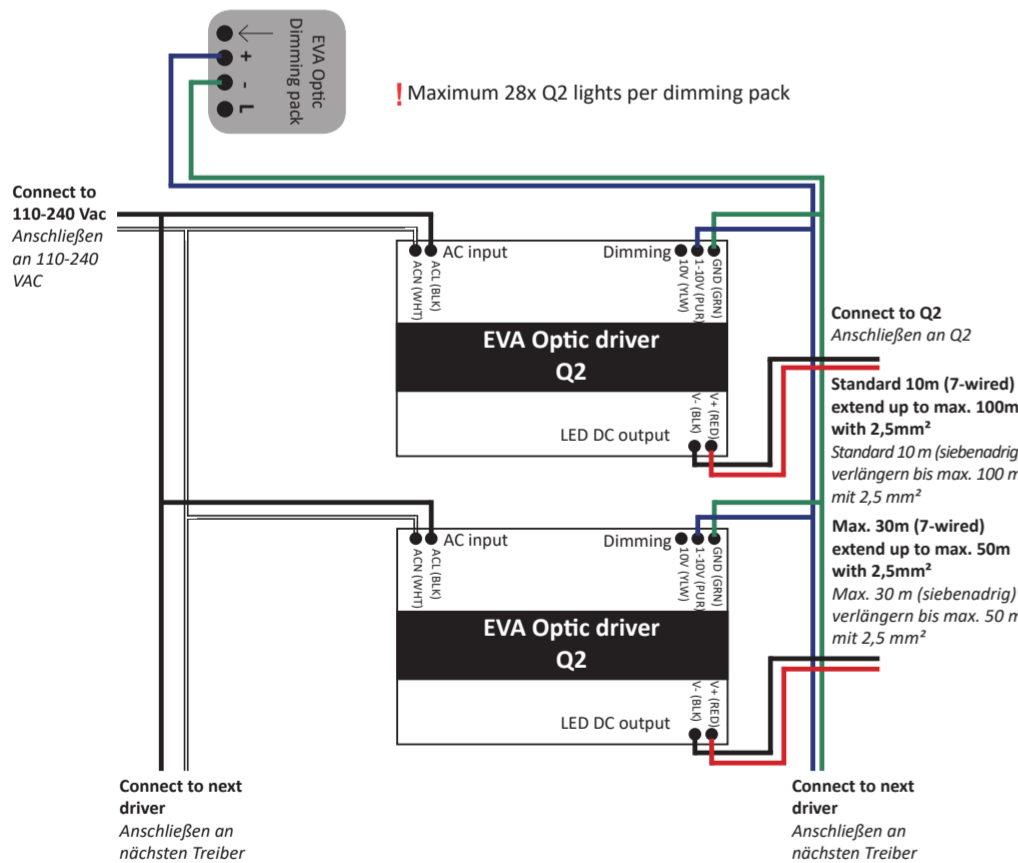 EVA Optic
Dimming pack
+
-
L
! Maximum 28x Q2 lights per dimming pack
Connect to
110-240 Vac
Anschließen
an 110-240
VAC
AC input
Dimming
ACN (WHT)
ACL (BLK)
10V (YLW)
1-10V (PUR)
GND (GRN)
EVA Optic driver
Q2
V- (BLK)
V+ (RED)
LED DC output
Connect to Q2
Anschließen an Q2
Standard 10m (7-wired)
extend up to max. 100m
with 2,5mm²
Standard 10 m (siebenadrig
verlängern bis max. 100 m
mit 2,5 mm²
Max. 30m (7-wired)
extend up to max. 50m
with 2,5mm²
Max. 30 m (siebenadrig)
verlängern bis max. 50 m
mit 2,5 mm²
AC input
Dimming
ACN (WHT)
ACL (BLK)
10V (YLW)
1-10V (PUR)
GND (GRN)
EVA Optic driver
Q2
V- (BLK)
V+ (RED)
LED DC output
Connect to next
driver
Anschließen an
nächsten Treiber
Connect to next
driver
Anschließen an
nächsten Treiber